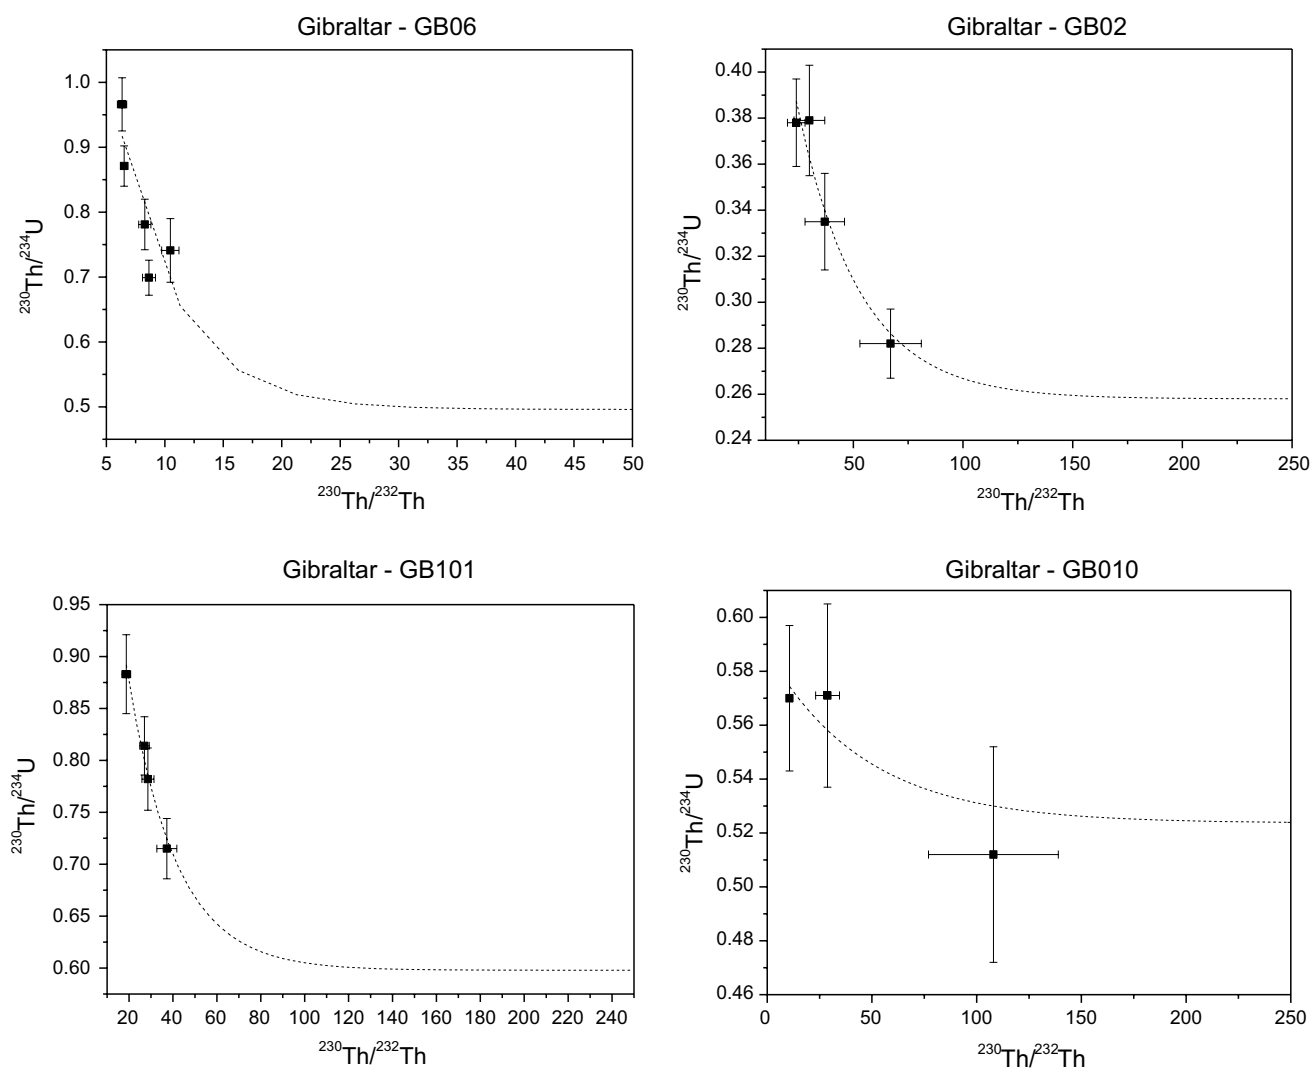 Gibraltar - GB06
1.0
0.9
0.8
0.7
0.6
0.5
²³⁰Th/²³⁴U
5 10 15 20 25 30 35 40 45 50
²³⁰Th/²³²Th
Gibraltar - GB02
0.40
0.38
0.36
0.34
0.32
0.30
0.28
0.26
0.24
²³⁰Th/²³⁴U
50 100 150 200 250
²³⁰Th/²³²Th
Gibraltar - GB101
0.95
0.90
0.85
0.80
0.75
0.70
0.65
0.60
²³⁰Th/²³⁴U
20 40 60 80 100 120 140 160 180 200 220 240
²³⁰Th/²³²Th
Gibraltar - GB010
0.60
0.58
0.56
0.54
0.52
0.50
0.48
0.46
²³⁰Th/²³⁴U
0 50 100 150 200 250
²³⁰Th/²³²Th